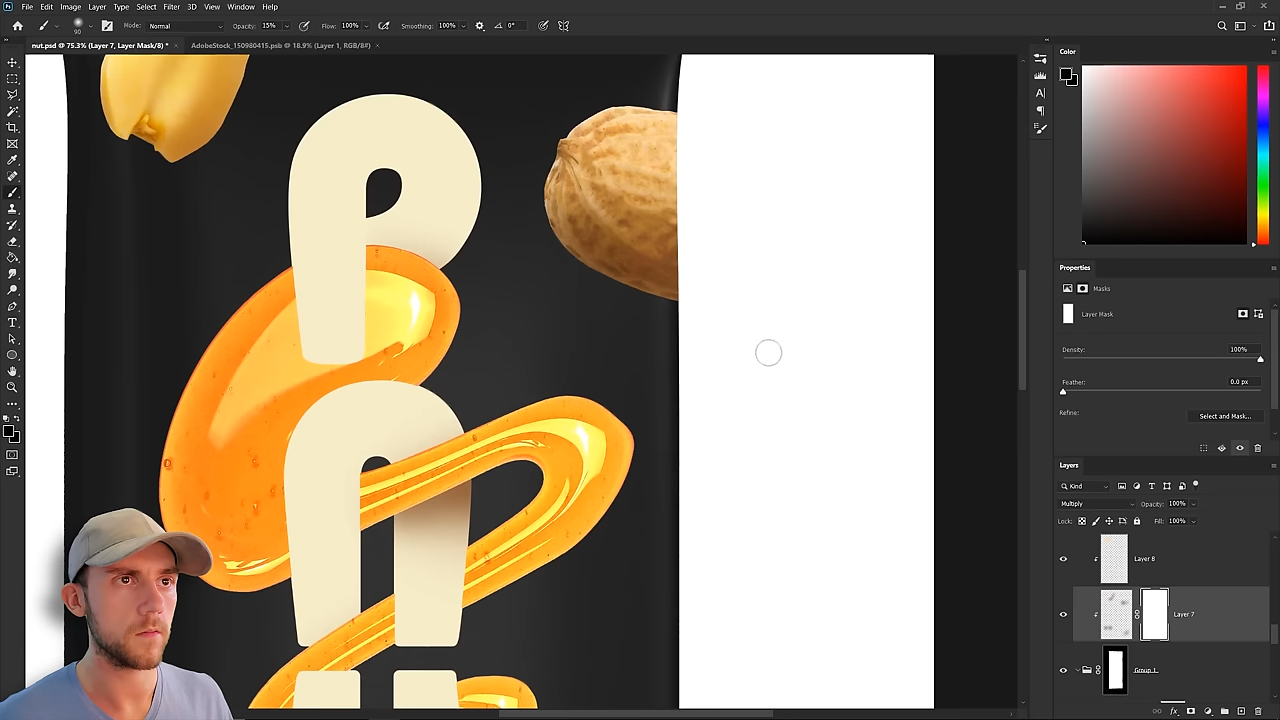 Ps File Edit Image Layer Type Select Filter 3D View Window Help
90 Mode: Normal Opacity: 15% Flow: 100% Smoothing: 100% 0°
nut.psd @ 75.3% (Layer 7, Layer Mask/8) * × AdobeStock_150980415.psb @ 18.9% (Layer 1, RGB/8#) ×
Color
Properties
Masks
Layer Mask
Density: 100%
Feather: 0.0 px
Refine: Select and Mask...
Layers
Kind
Multiply Opacity: 100%
Lock: Fill: 100%
Layer 8
Layer 7
Group 1
fx
P
n